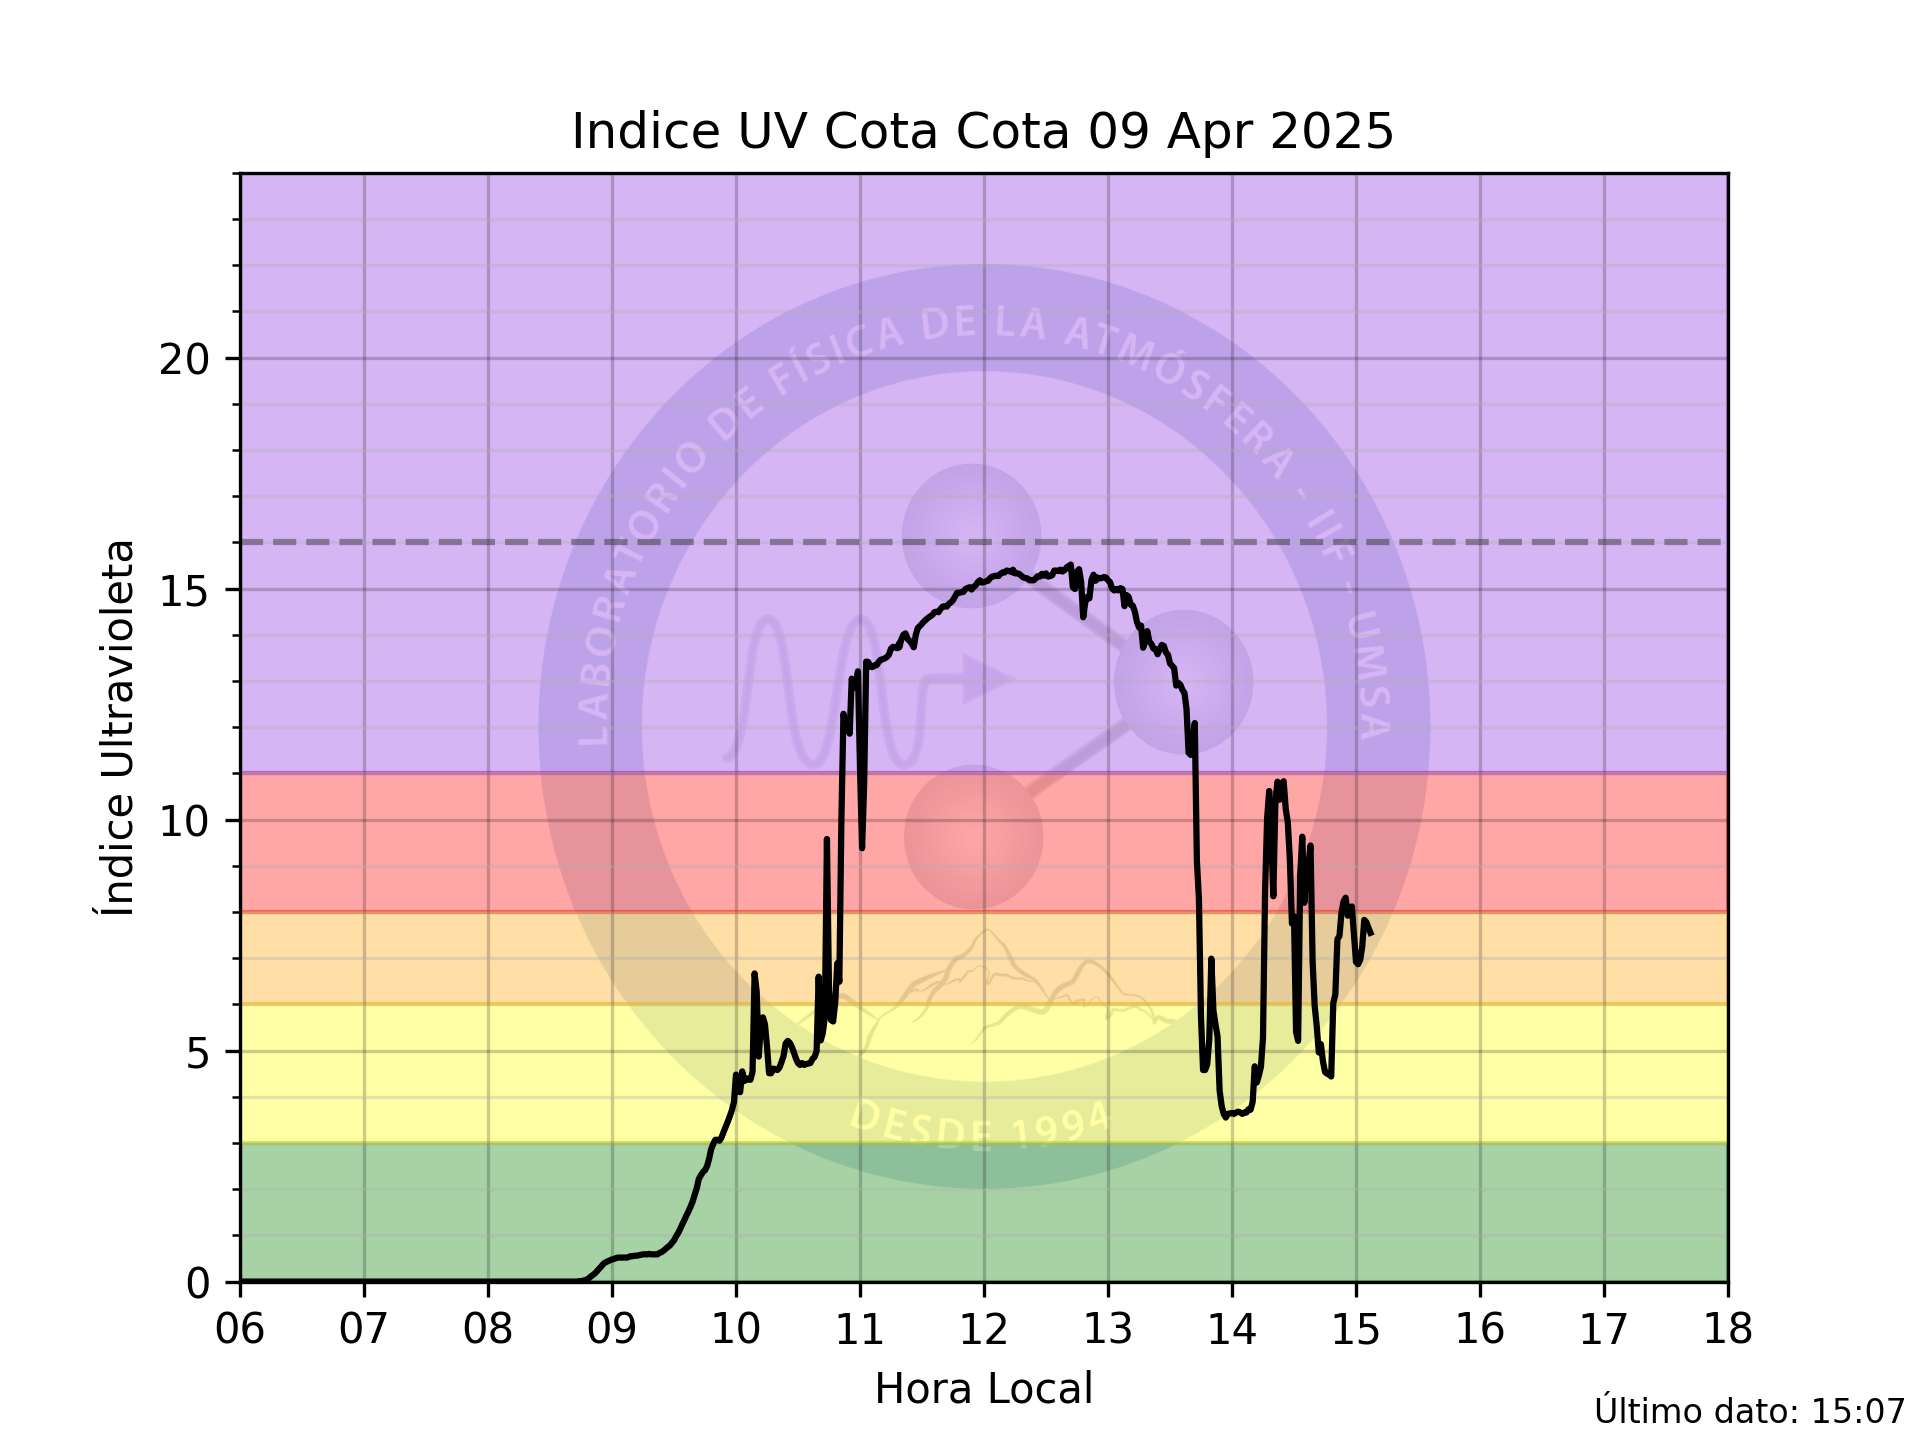 Indice UV Cota Cota 09 Apr 2025
LABORATORIO DE FÍSICA DE LA ATMÓSFERA - IIF - UMSA
DESDE 1994
Índice Ultravioleta
20
15
10
5
0
06 07 08 09 10 11 12 13 14 15 16 17 18
Hora Local
Último dato: 15:07